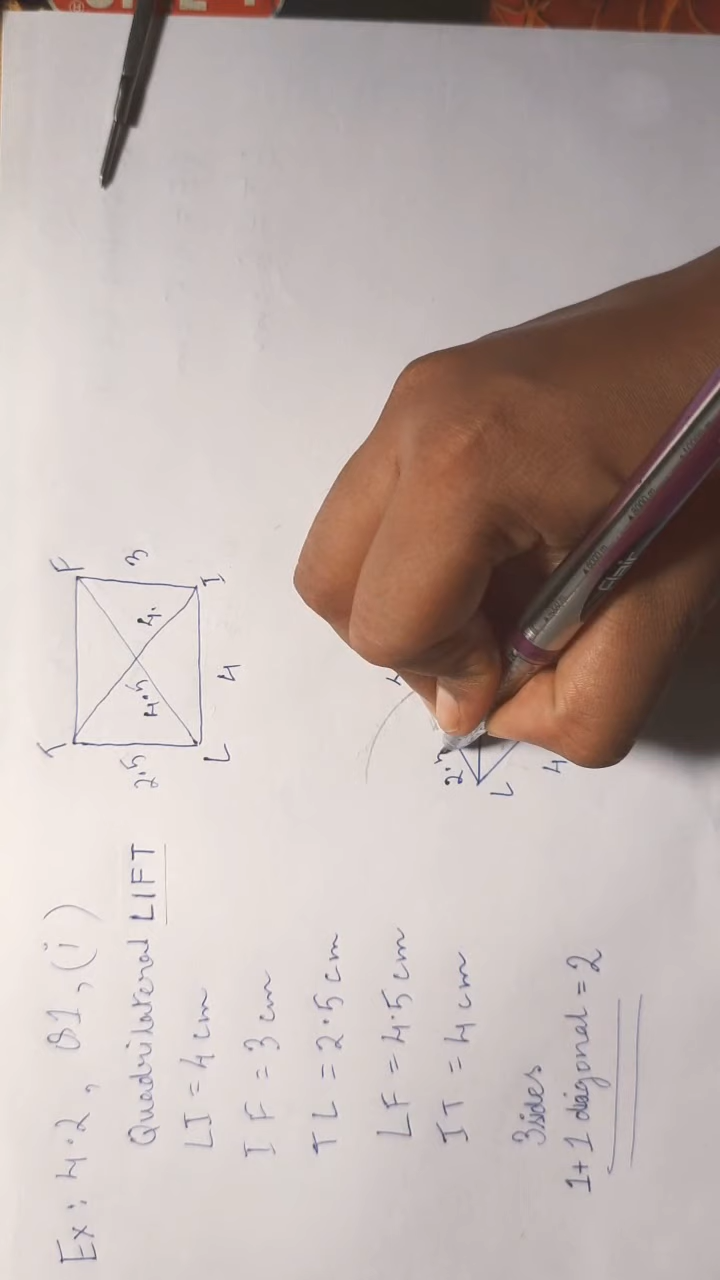 Ex: 4.2, Q1, (i)
Quadrilateral LIFT
LI = 4 cm
IF = 3 cm
TL = 2.5 cm
LF = 4.5 cm
IT = 4 cm
3 sides
1+1 diagonal = 2
T
F
2.5
4.5
4
3
L
4
I
2.5
L
4